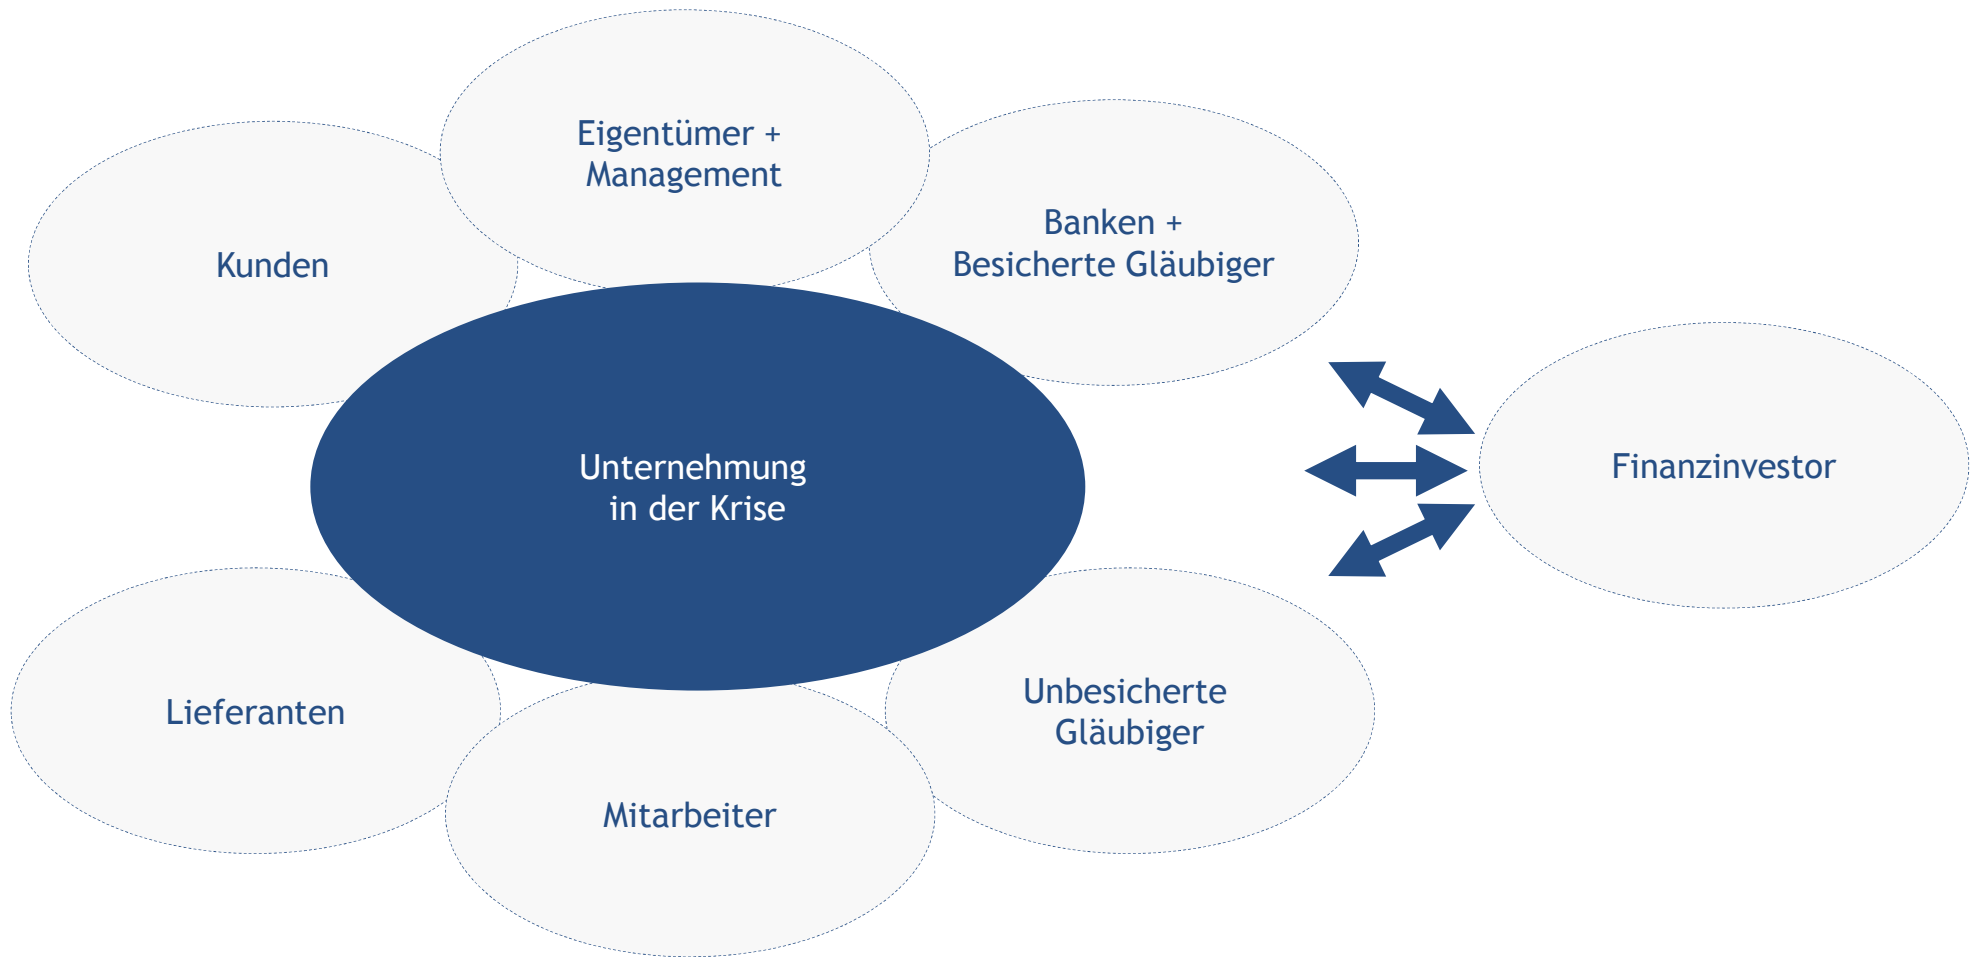 Eigentümer +
Management
Kunden
Banken +
Besicherte Gläubiger
Unternehmung
in der Krise
Finanzinvestor
Lieferanten
Mitarbeiter
Unbesicherte
Gläubiger